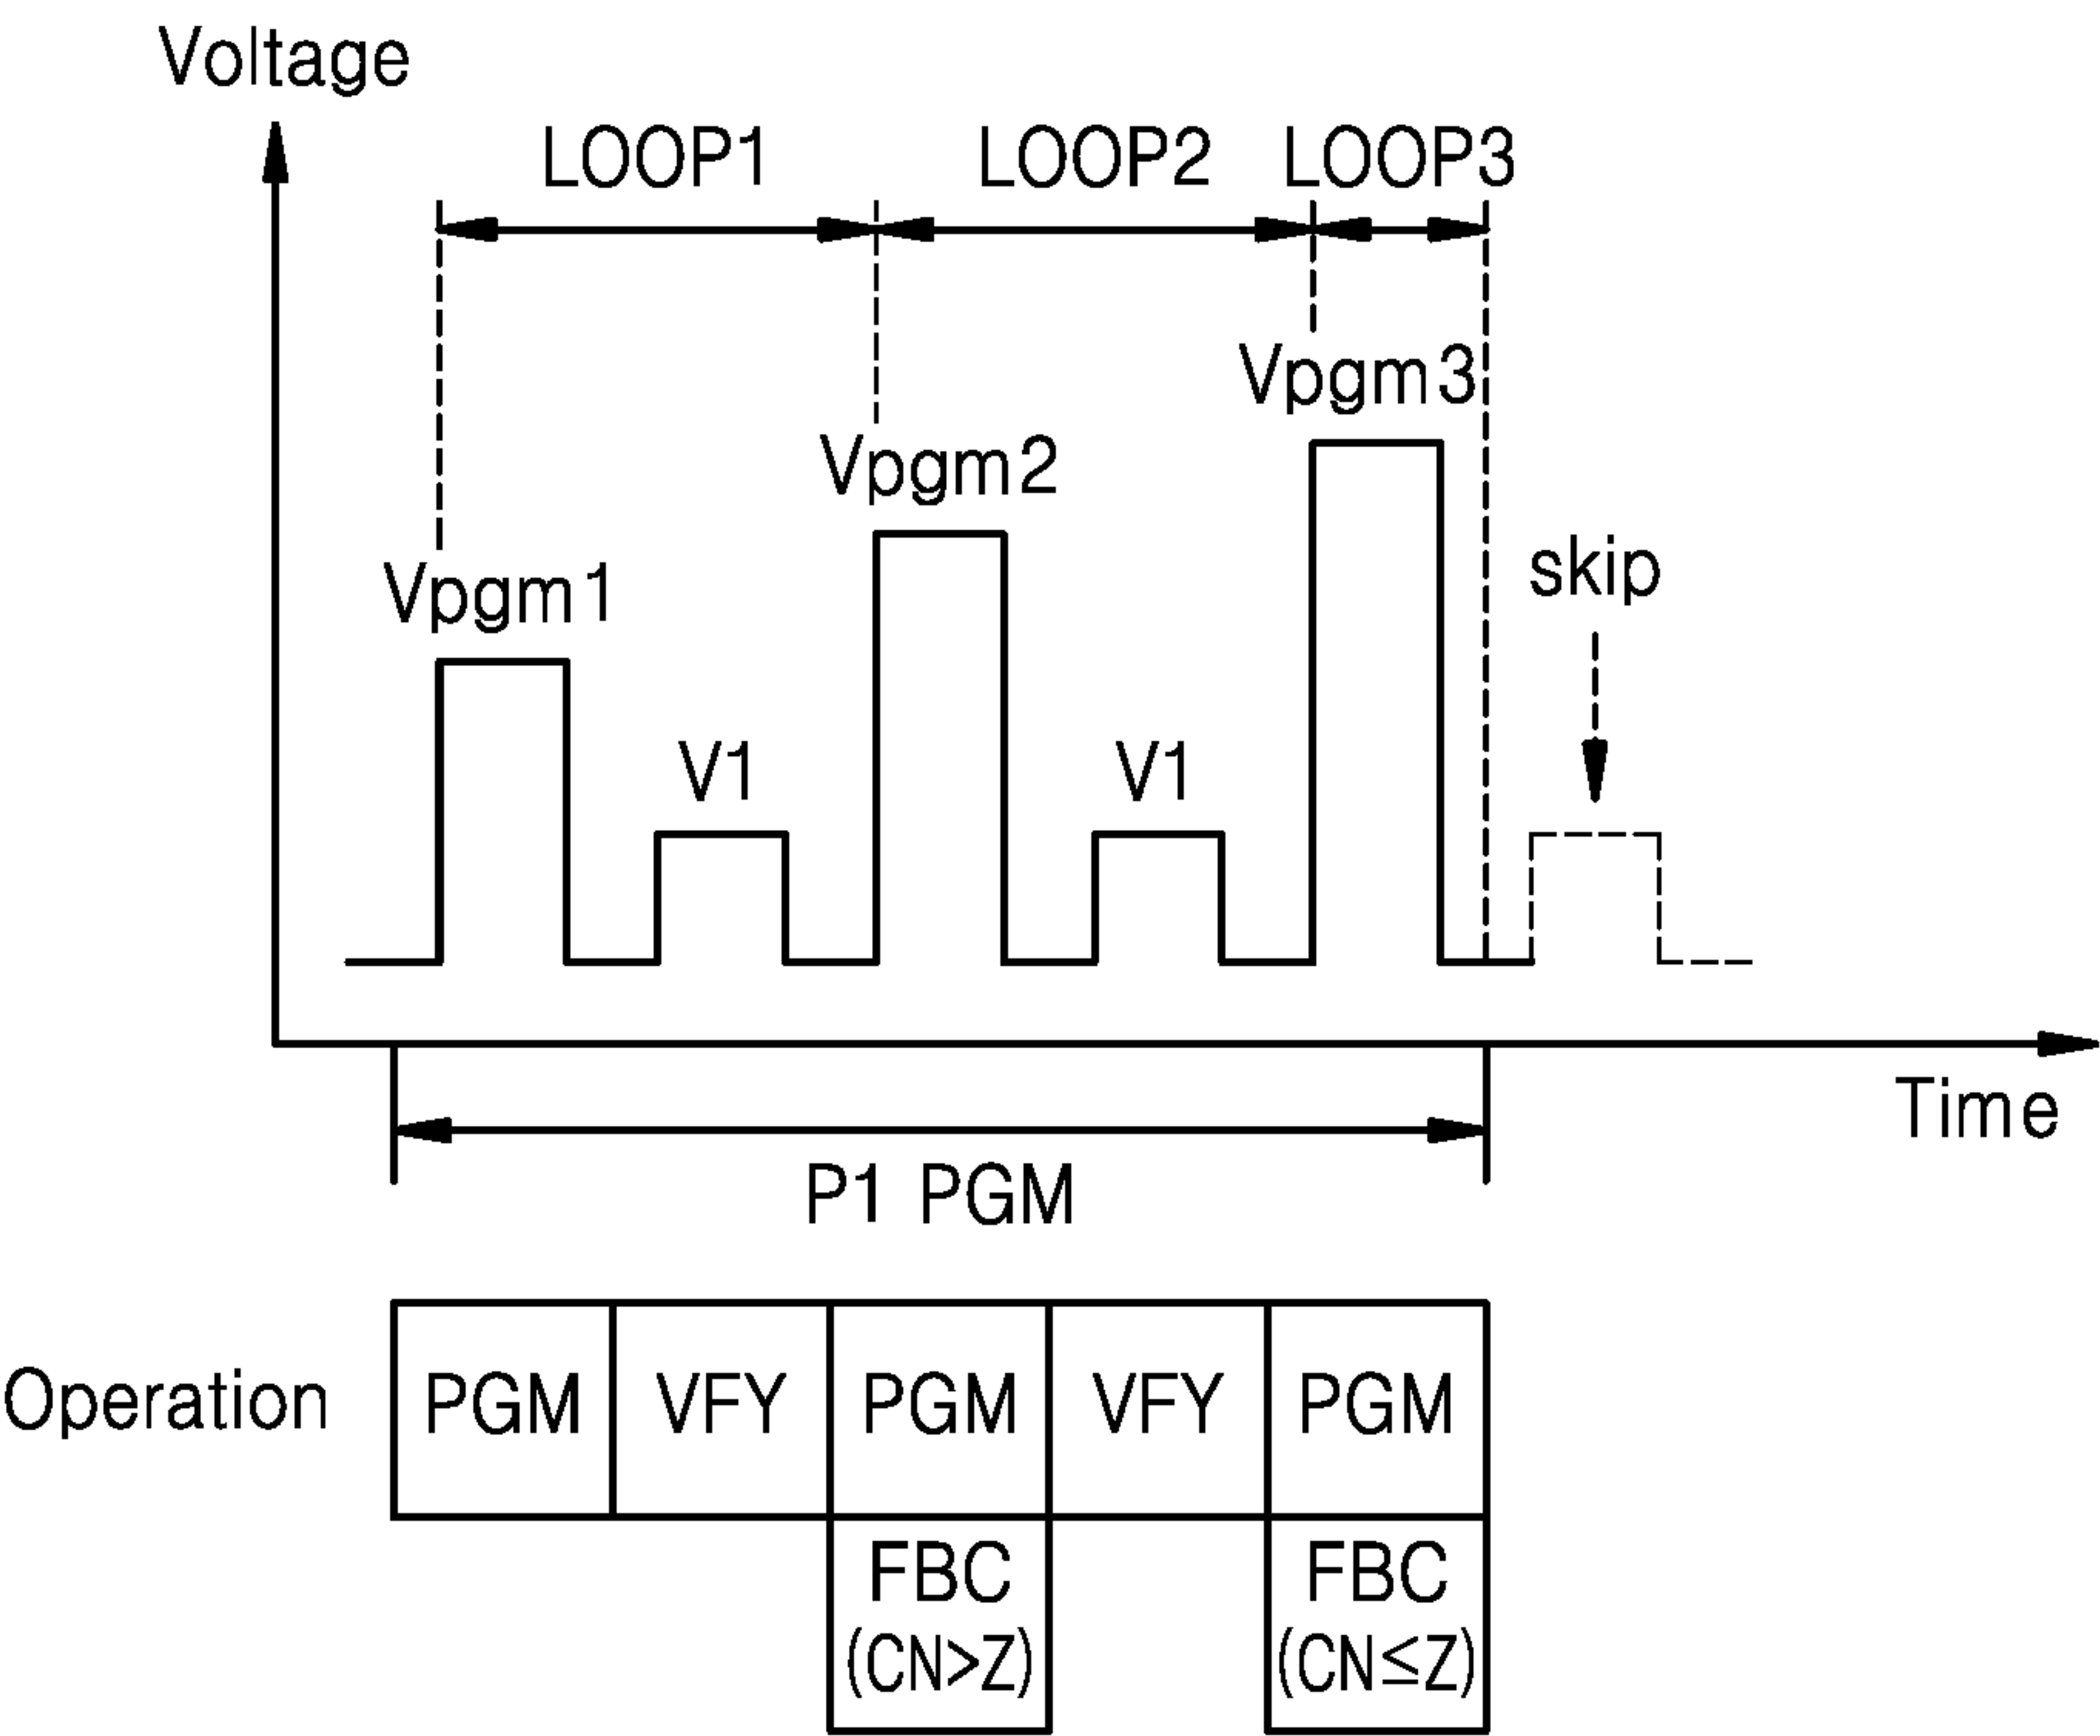 Voltage
LOOP1 LOOP2 LOOP3
Vpgm3
Vpgm2
skip
Vpgm1
V1 V1
Time
P1 PGM
Operation PGM VFY PGM VFY PGM
FBC FBC
(CN>Z) (CN≤Z)